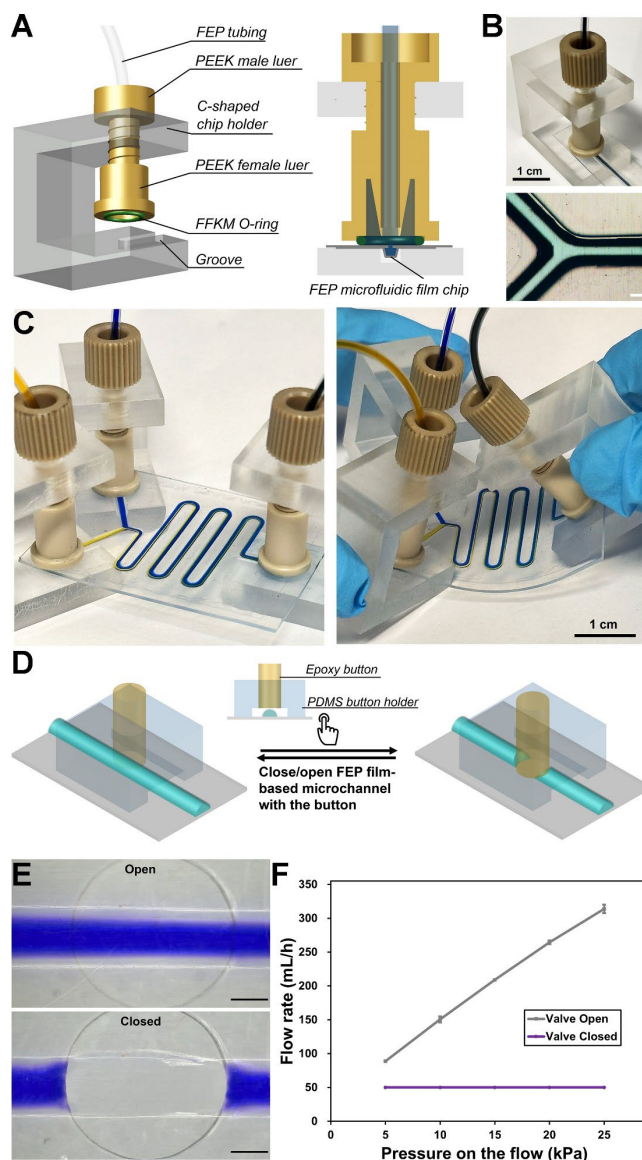 A
FEP tubing
PEEK male luer
C-shaped
chip holder
PEEK female luer
FFKM O-ring
Groove
FEP microfluidic film chip
B
1 cm
C
1 cm
D
Epoxy button
PDMS button holder
Close/open FEP film-
based microchannel
with the button
E
Open
Closed
F
Flow rate (mL/h)
350
300
250
200
150
100
50
0
0
5
10
15
20
25
Valve Open
Valve Closed
Pressure on the flow (kPa)